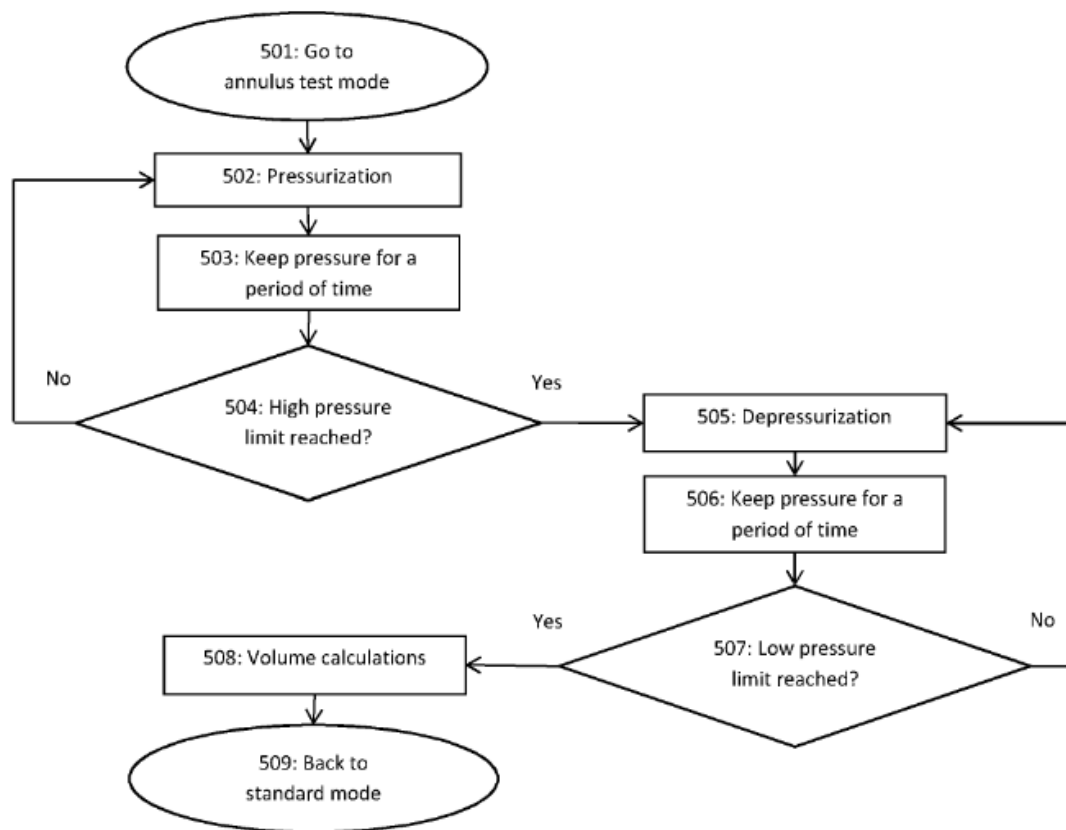 501: Go to
annulus test mode
502: Pressurization
503: Keep pressure for a
period of time
No
504: High pressure
limit reached?
Yes
505: Depressurization
506: Keep pressure for a
period of time
Yes
507: Low pressure
limit reached?
No
508: Volume calculations
509: Back to
standard mode